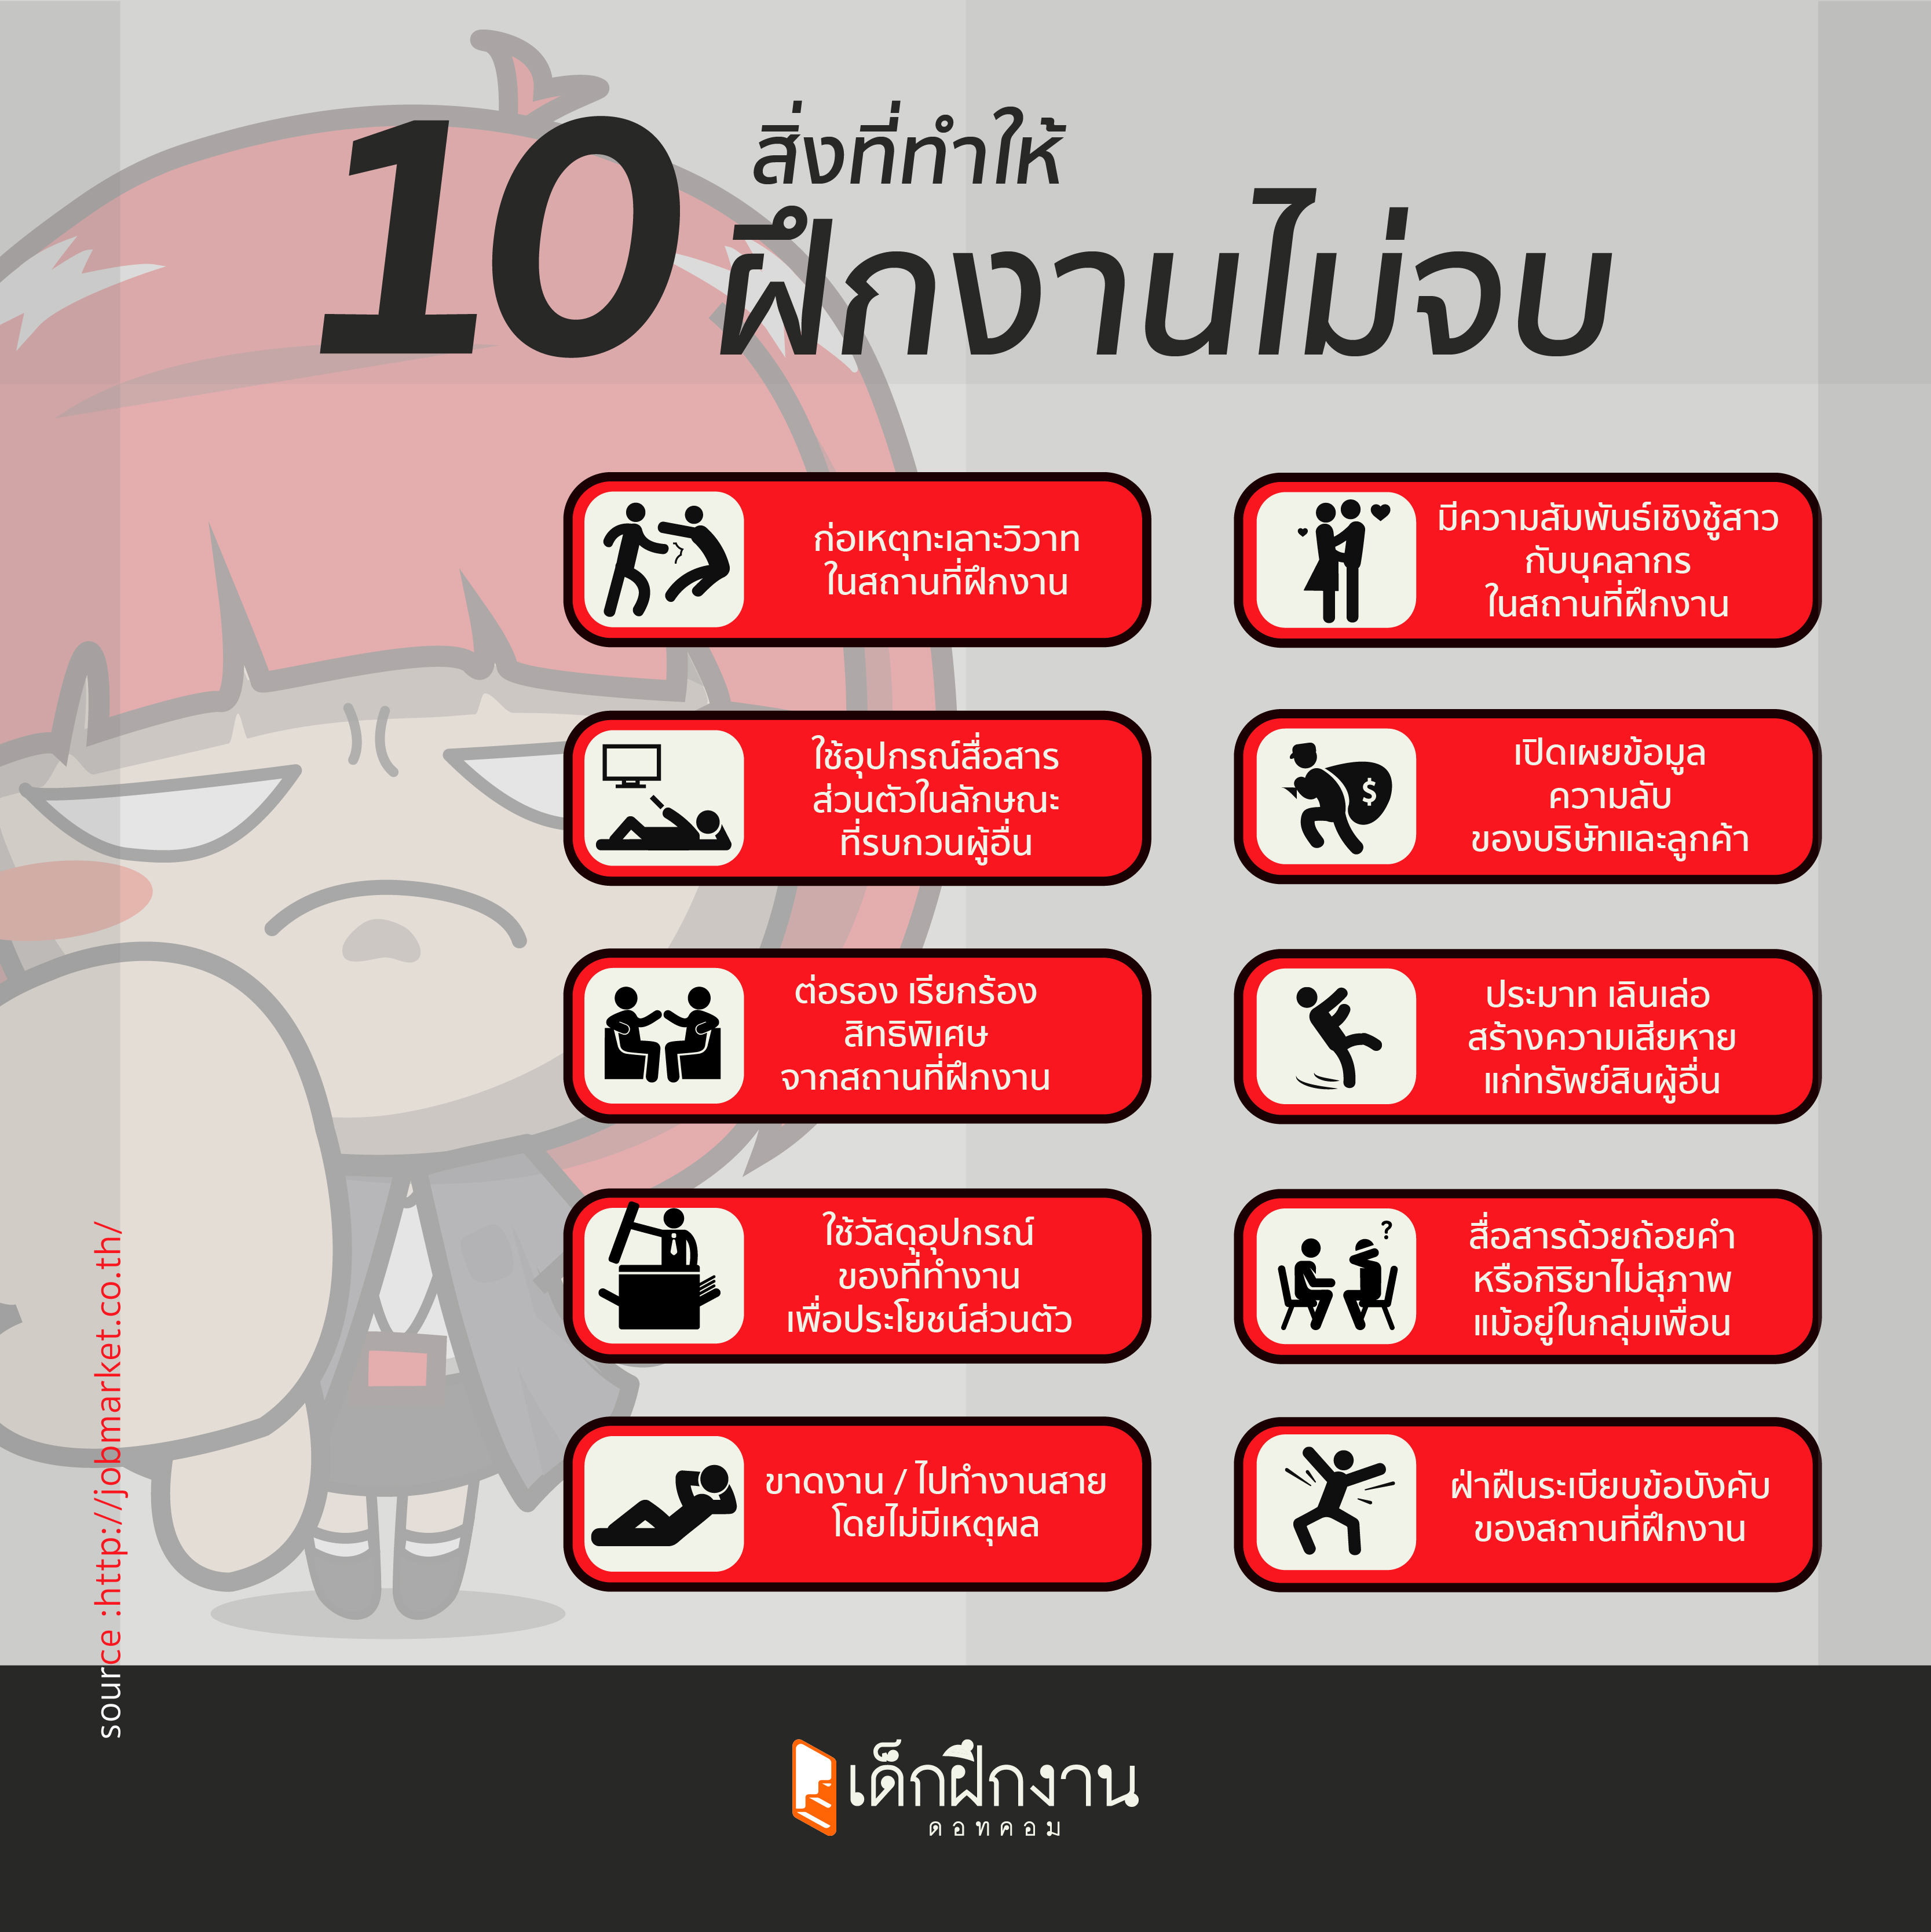 10
สิ่งที่ทำให้
ฝึกงานไม่จบ
ก่อเหตุทะเลาะวิวาท
ในสถานที่ฝึกงาน
มีความสัมพันธ์เชิงชู้สาว
กับบุคลากร
ในสถานที่ฝึกงาน
ใช้อุปกรณ์สื่อสาร
ส่วนตัวในลักษณะ
ที่รบกวนผู้อื่น
เปิดเผยข้อมูล
ความลับ
ของบริษัทและลูกค้า
$
ต่อรอง เรียกร้อง
สิทธิพิเศษ
จากสถานที่ฝึกงาน
ประมาท เลินเล่อ
สร้างความเสียหาย
แก่ทรัพย์สินผู้อื่น
ใช้วัสดุอุปกรณ์
ของที่ทำงาน
เพื่อประโยชน์ส่วนตัว
?
สื่อสารด้วยถ้อยคำ
หรือกิริยาไม่สุภาพ
แม้อยู่ในกลุ่มเพื่อน
ขาดงาน / ไปทำงานสาย
โดยไม่มีเหตุผล
ฝ่าฝืนระเบียบข้อบังคับ
ของสถานที่ฝึกงาน
source :http://jobmarket.co.th/
เด็กฝึกงาน
ดอทคอม